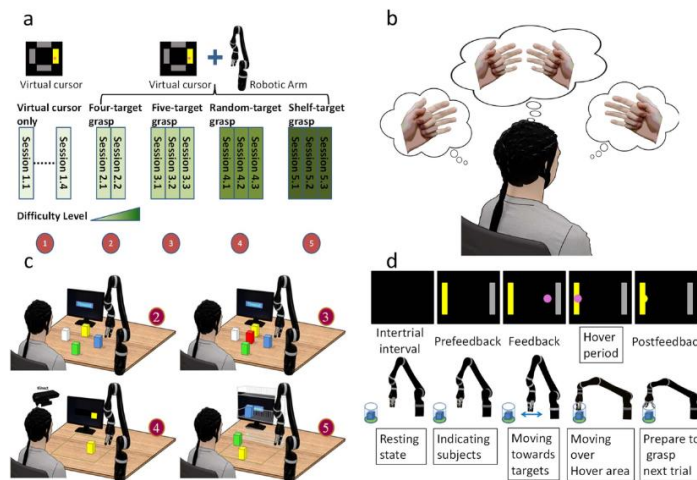 a
Virtual cursor
Virtual cursor
Robotic Arm
Virtual cursor only
Four-target grasp
Five-target grasp
Random-target grasp
Shelf-target grasp
Session 1.1
Session 1.4
Session 2.1
Session 2.2
Session 3.1
Session 3.2
Session 3.3
Session 4.1
Session 4.2
Session 4.3
Session 5.1
Session 5.2
Session 5.3
Difficulty Level
1
2
3
4
5
b
c
2
3
4
5
d
Intertrial interval
Prefeedback
Feedback
Hover period
Postfeedback
Resting state
Indicating subjects
Moving towards targets
Moving over Hover area
Prepare to grasp next trial